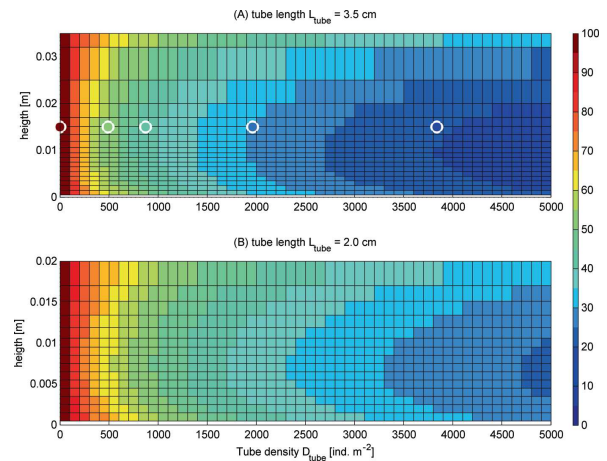 (A) tube length L_tube = 3.5 cm
heigth [m]
0.03
0.02
0.01
0
0 500 1000 1500 2000 2500 3000 3500 4000 4500 5000
(B) tube length L_tube = 2.0 cm
heigth [m]
0.02
0.015
0.01
0.005
0
0 500 1000 1500 2000 2500 3000 3500 4000 4500 5000
Tube density D_tube [ind. m-2]
100
90
80
70
60
50
40
30
20
10
0